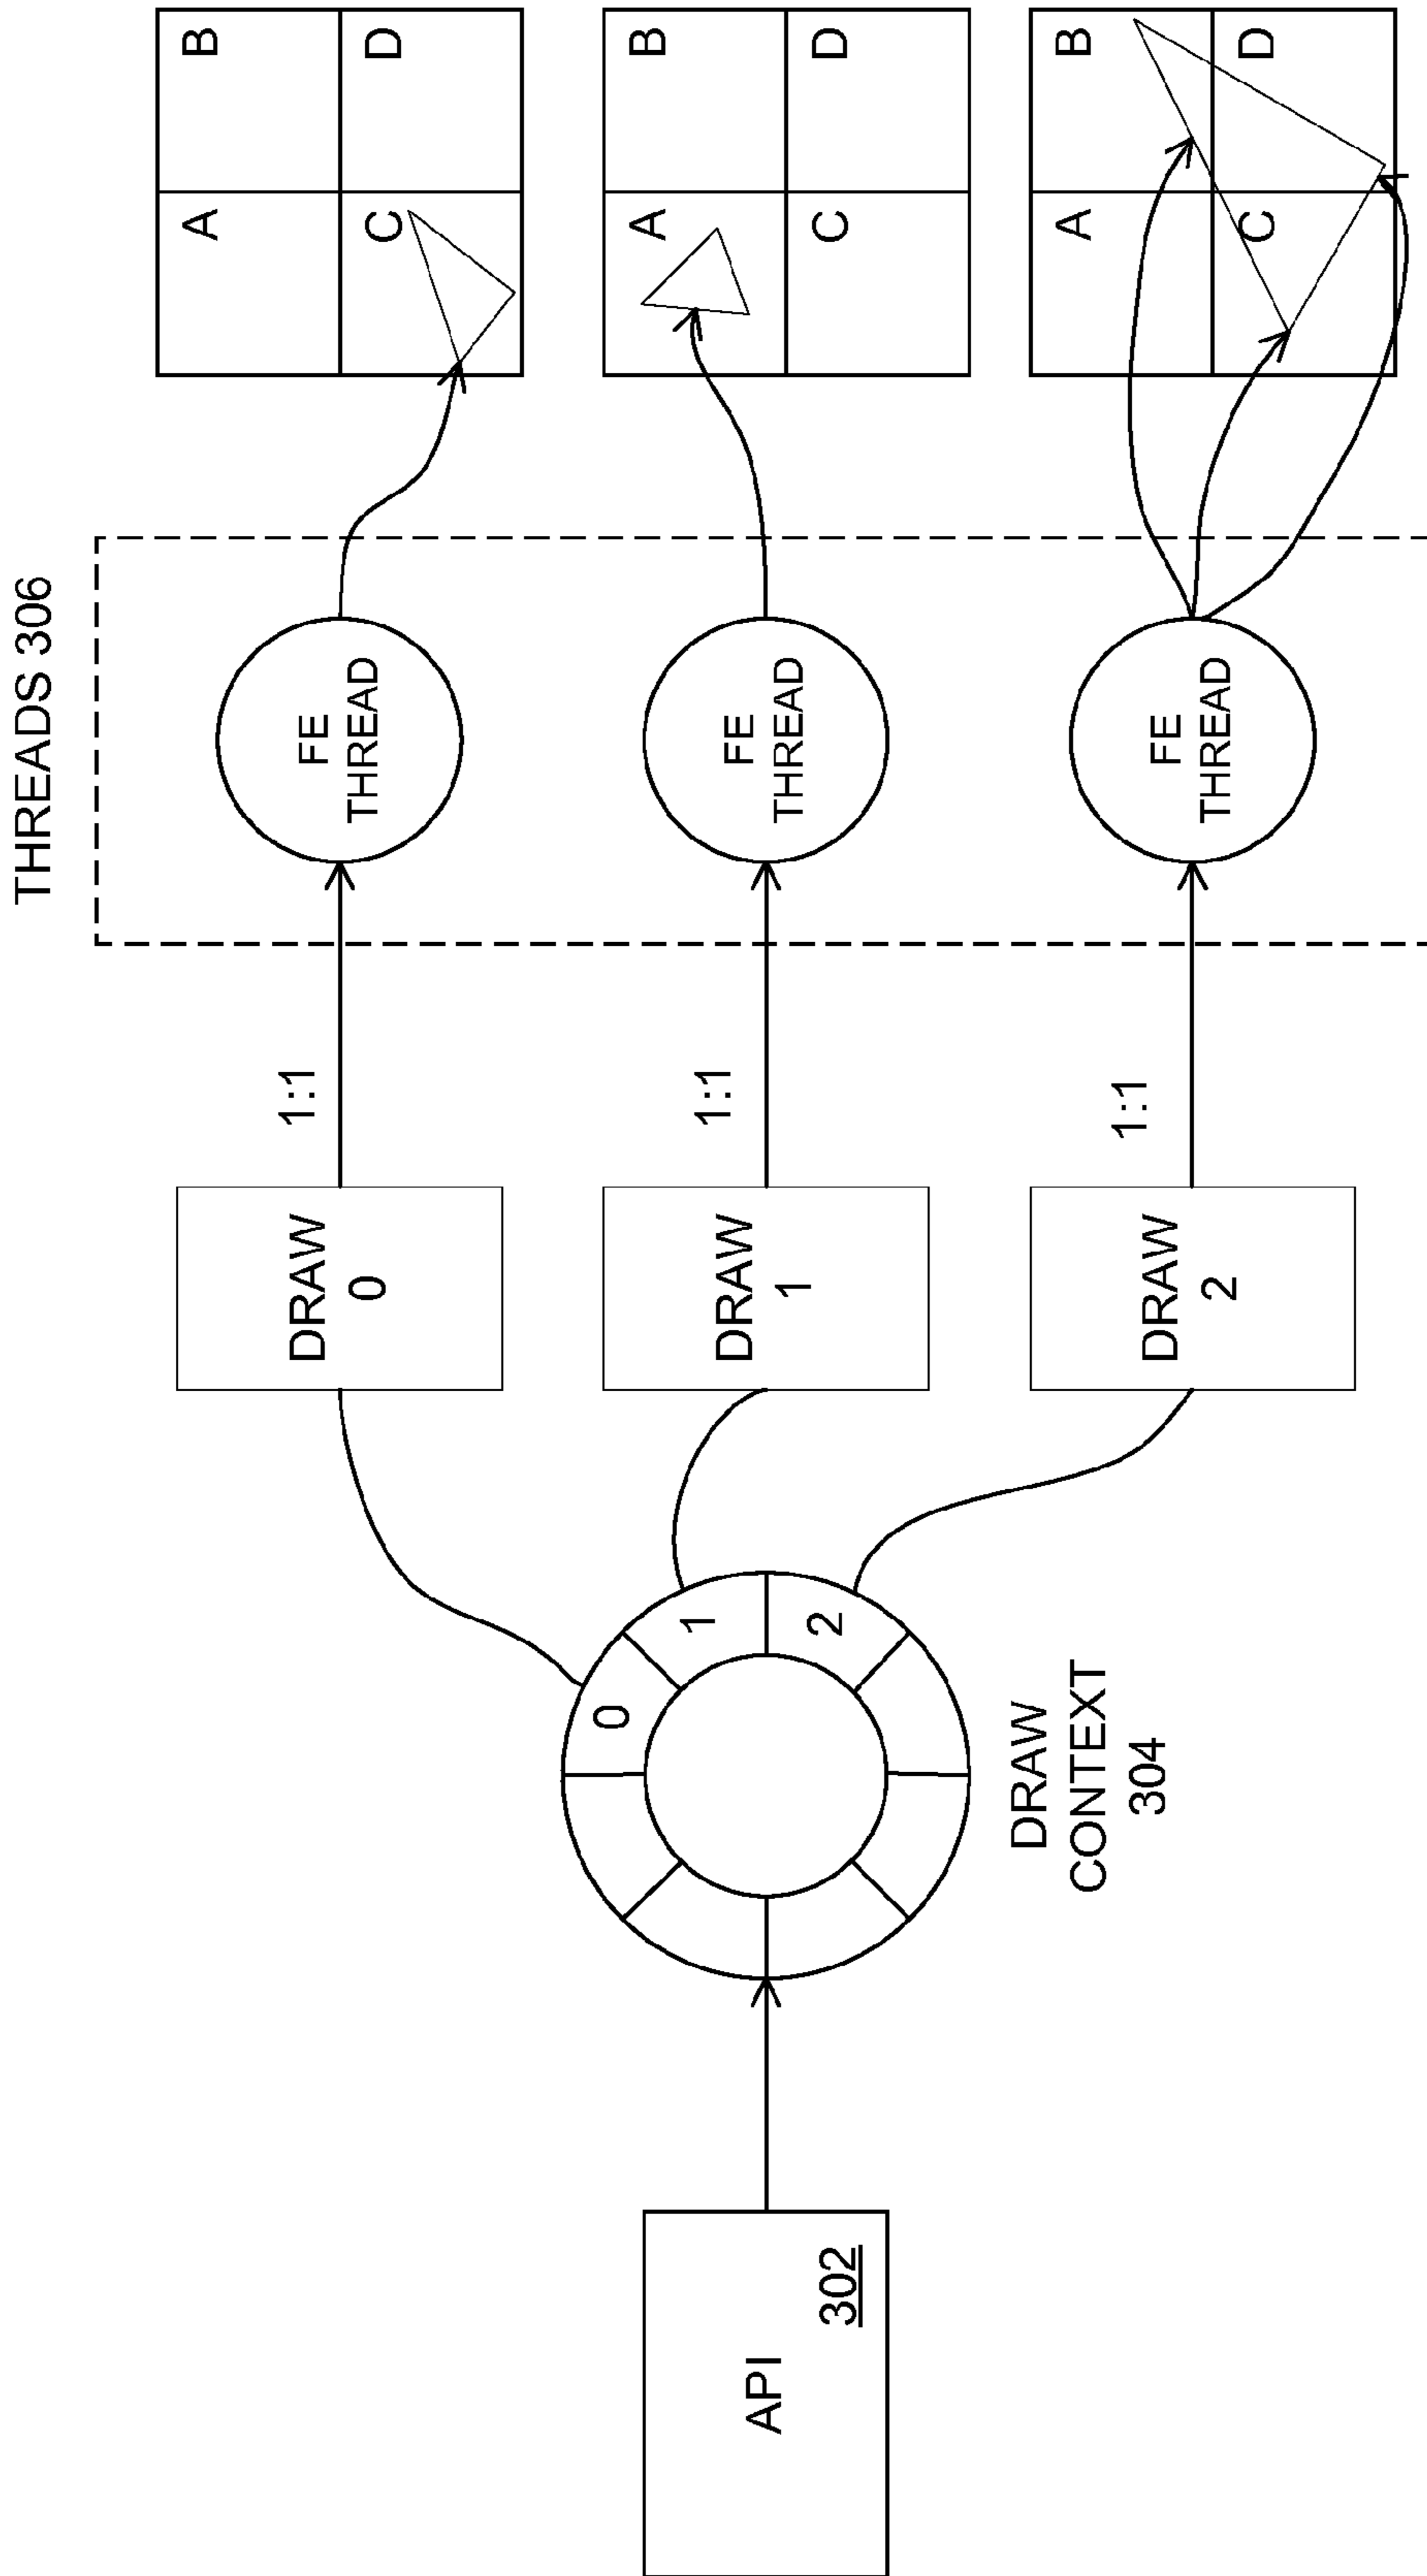 THREADS 306
API
302
DRAW
CONTEXT
304
0
1
2
DRAW
0
1:1
FE
THREAD
A
B
C
D
DRAW
1
1:1
FE
THREAD
A
B
C
D
DRAW
2
1:1
FE
THREAD
A
B
C
D